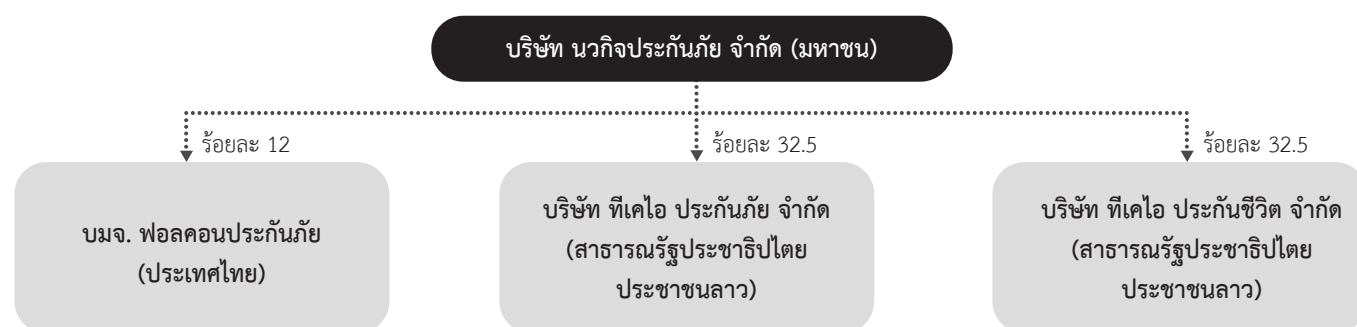 บริษัท นวกิจประกันภัย จำกัด (มหาชน)
ร้อยละ 12
ร้อยละ 32.5
ร้อยละ 32.5
บมจ. ฟอลคอนประกันภัย
(ประเทศไทย)
บริษัท ทีเคไอ ประกันภัย จำกัด
(สาธารณรัฐประชาธิปไตย
ประชาชนลาว)
บริษัท ทีเคไอ ประกันชีวิต จำกัด
(สาธารณรัฐประชาธิปไตย
ประชาชนลาว)